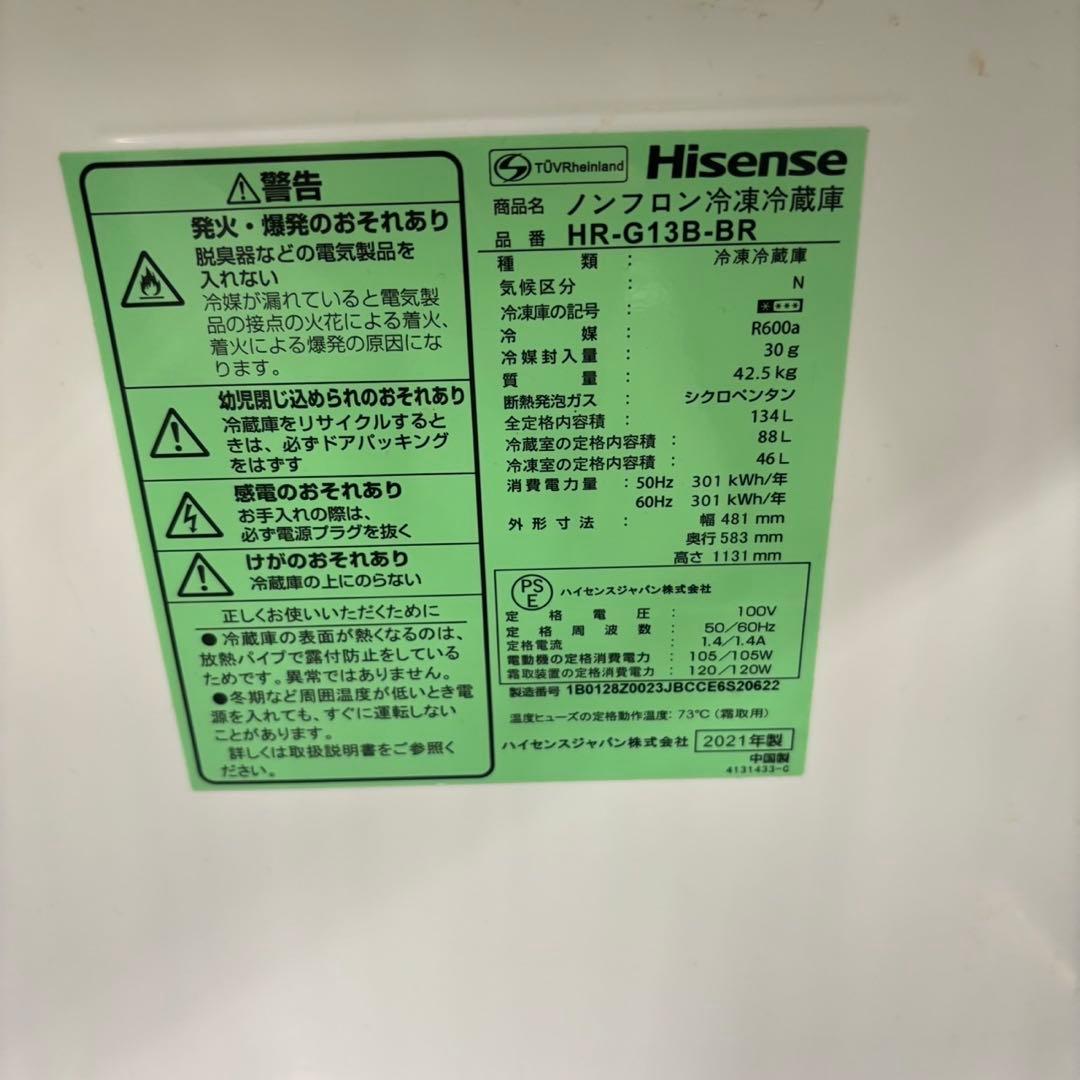 ⚠警告
発火・爆発のおそれあり
脱臭器などの電気製品を
入れない
冷媒が漏れていると電気製
品の接点の火花による着火、
着火による爆発の原因にな
ります。
幼児閉じ込められのおそれあり
冷蔵庫をリサイクルすると
きは、必ずドアパッキング
をはずす
感電のおそれあり
お手入れの際は、
必ず電源プラグを抜く
けがのおそれあり
冷蔵庫の上にのらない
正しくお使いいただくために
●冷蔵庫の表面が熱くなるのは、
放熱パイプで露付防止をしている
ためです。異常ではありません。
●冬期など周囲温度が低いとき電
源を入れても、すぐに運転しない
ことがあります。
詳しくは取扱説明書をご参照く
ださい。
TÜVRheinland Hisense
商品名 ノンフロン冷凍冷蔵庫
品番 HR-G13B-BR
種類 : 冷凍冷蔵庫
気候区分 : N
冷凍庫の記号 : ****
冷媒 : R600a
冷媒封入量 : 30g
質量 : 42.5kg
断熱発泡ガス : シクロペンタン
全定格内容積 : 134L
冷蔵室の定格内容積 : 88L
冷凍室の定格内容積 : 46L
消費電力量 : 50Hz 301 kWh/年
60Hz 301 kWh/年
外形寸法 : 幅 481 mm
奥行 583 mm
高さ 1131 mm
PSE ハイセンスジャパン株式会社
定格電圧 : 100V
定格周波数 : 50/60Hz
定格電流 : 1.4/1.4A
電動機の定格消費電力 : 105/105W
霜取装置の定格消費電力 : 120/120W
製造番号 1B0128Z0023JBCCE6S20622
温度ヒューズの定格動作温度: 73℃ (霜取用)
ハイセンスジャパン株式会社 2021年製
中国製
4131433-G